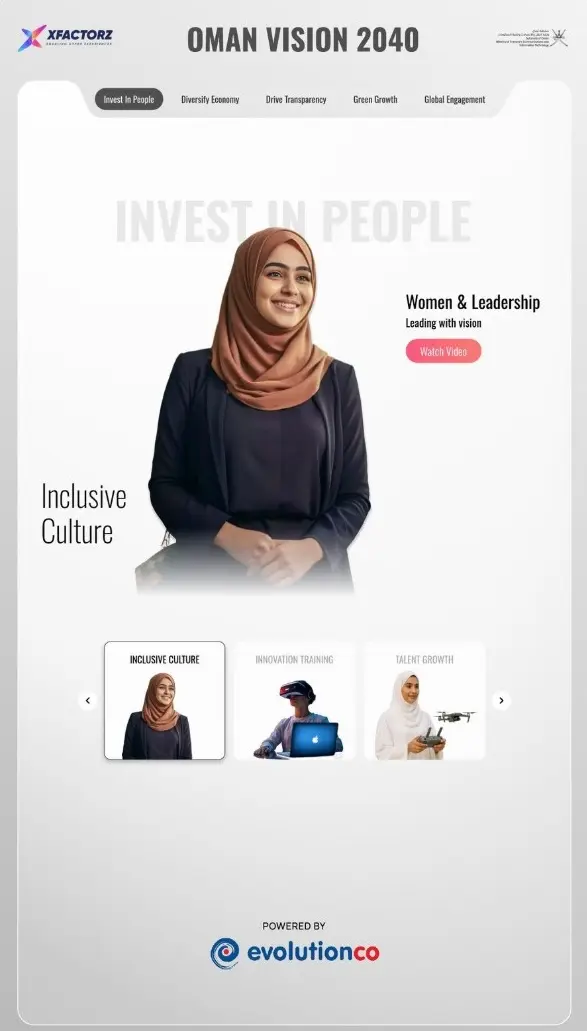 XFACTORZ
OMAN VISION 2040
Invest In People
Diversify Economy
Drive Transparency
Green Growth
Global Engagement
INVEST IN PEOPLE
Women & Leadership
Leading with vision
Watch Video
Inclusive
Culture
INCLUSIVE CULTURE
INNOVATION TRAINING
TALENT GROWTH
POWERED BY
evolutionco